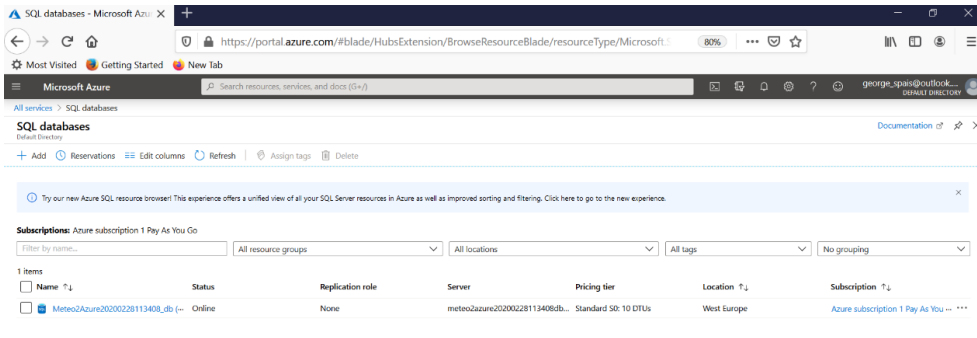 SQL databases - Microsoft Azu
https://portal.azure.com/#blade/HubsExtension/BrowseResourceBlade/resourceType/Microsoft.S 80%
Most Visited Getting Started New Tab
Microsoft Azure Search resources, services, and docs (G+/) george_spais@outlook....
DEFAULT DIRECTORY
All services > SQL databases
SQL databases Documentation
Default Directory
Add Reservations Edit columns Refresh Assign tags Delete
Try our new Azure SQL resource browser! This experience offers a unified view of all your SQL Server resources in Azure as well as improved sorting and filtering. Click here to go to the new experience.
Subscriptions: Azure subscription 1 Pay As You Go
Filter by name... All resource groups All locations All tags No grouping
1 items
Name ↑↓ Status Replication role Server Pricing tier Location ↑↓ Subscription ↑↓
Meteo2Azure20200228113408_db (... Online None meteo2azure20200228113408db... Standard S0: 10 DTUs West Europe Azure subscription 1 Pay As You ...